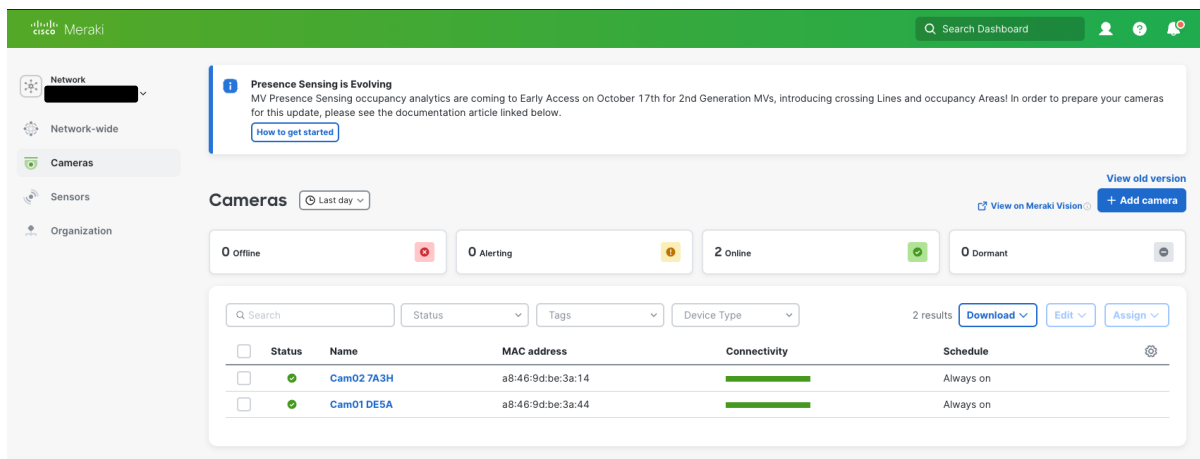 cisco Meraki
Search Dashboard
Network
Network-wide
Cameras
Sensors
Organization
Presence Sensing is Evolving
MV Presence Sensing occupancy analytics are coming to Early Access on October 17th for 2nd Generation MVs, introducing crossing Lines and occupancy Areas! In order to prepare your cameras
for this update, please see the documentation article linked below.
How to get started
View old version
Cameras Last day
View on Meraki Vision + Add camera
0 Offline 0 Alerting 2 Online 0 Dormant
Search Status Tags Device Type 2 results Download Edit Assign
Status Name MAC address Connectivity Schedule
Cam02 7A3H a8:46:9d:be:3a:14 Always on
Cam01 DE5A a8:46:9d:be:3a:44 Always on